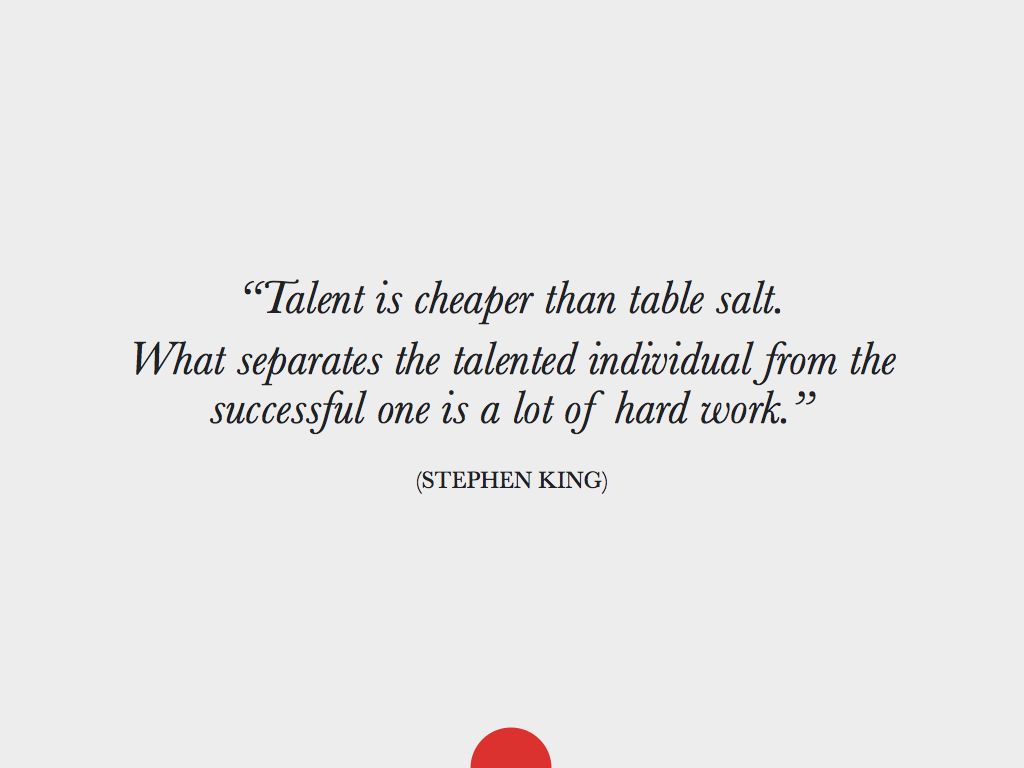 “Talent is cheaper than table salt.
What separates the talented individual from the
successful one is a lot of hard work.”
(STEPHEN KING)